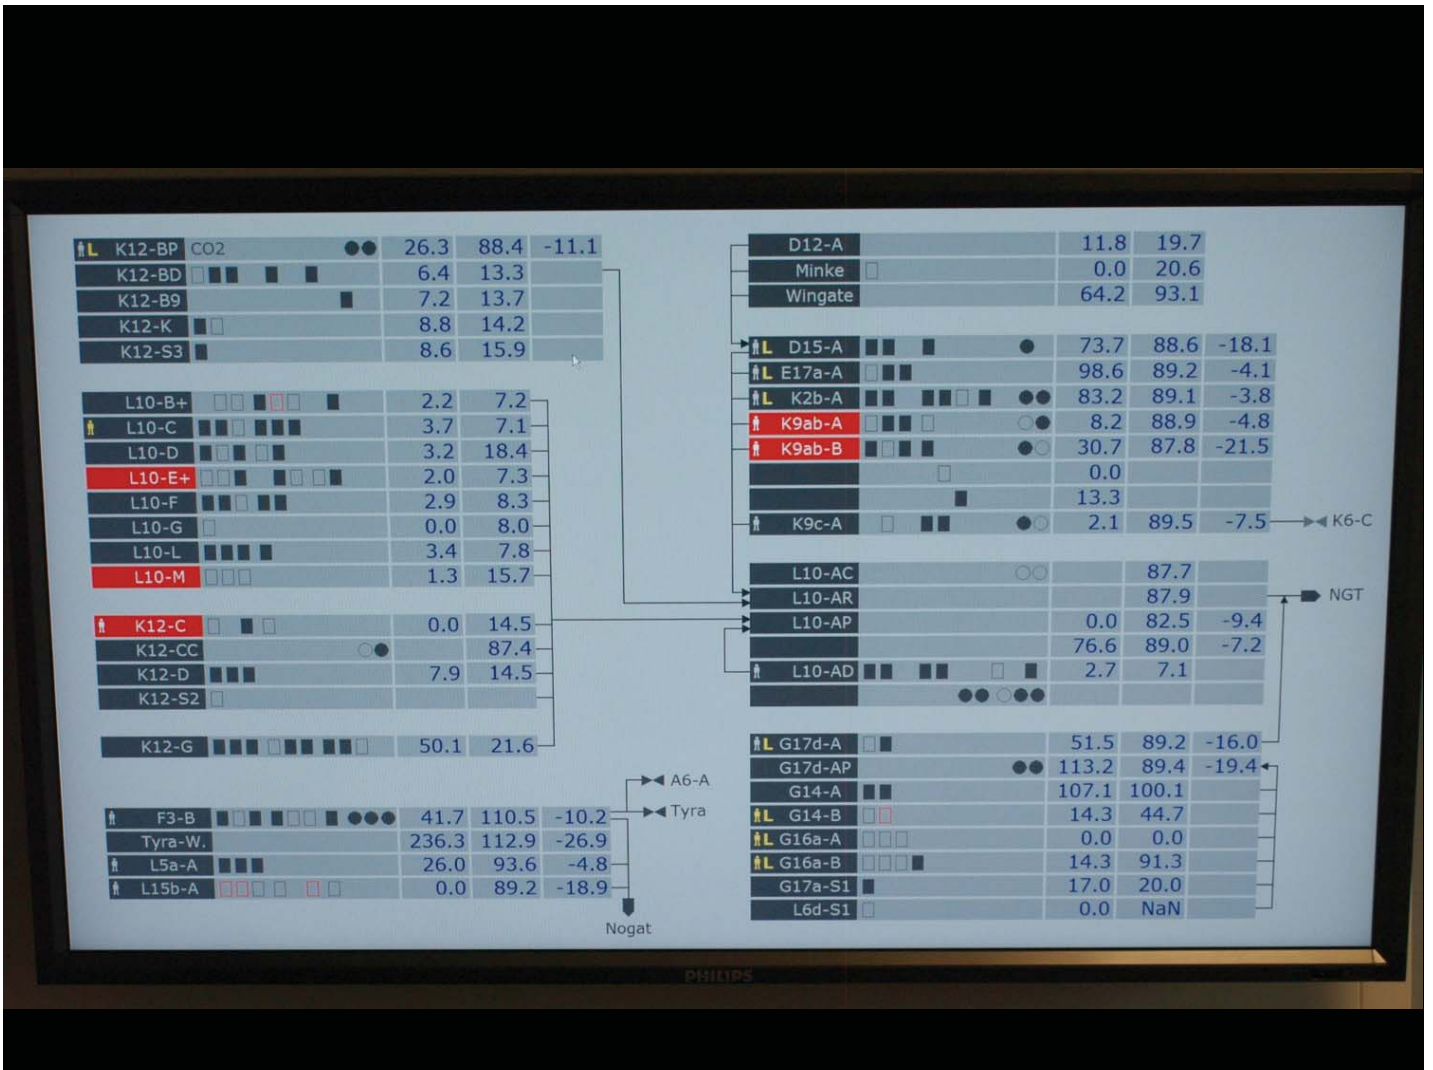 L K12-BP CO2 26.3 88.4 -11.1
K12-BD 6.4 13.3
K12-B9 7.2 13.7
K12-K 8.8 14.2
K12-S3 8.6 15.9
L10-B+ 2.2 7.2
L10-C 3.7 7.1
L10-D 3.2 18.4
L10-E+ 2.0 7.3
L10-F 2.9 8.3
L10-G 0.0 8.0
L10-L 3.4 7.8
L10-M 1.3 15.7
K12-C 0.0 14.5
K12-CC 87.4
K12-D 7.9 14.5
K12-S2
K12-G 50.1 21.6
A6-A
Tyra
F3-B 41.7 110.5 -10.2
Tyra-W. 236.3 112.9 -26.9
L5a-A 26.0 93.6 -4.8
L15b-A 0.0 89.2 -18.9
Nogat
D12-A 11.8 19.7
Minke 0.0 20.6
Wingate 64.2 93.1
L D15-A 73.7 88.6 -18.1
L E17a-A 98.6 89.2 -4.1
L K2b-A 83.2 89.1 -3.8
K9ab-A 8.2 88.9 -4.8
K9ab-B 30.7 87.8 -21.5
0.0
13.3
K9c-A 2.1 89.5 -7.5 K6-C
L10-AC 87.7
L10-AR 87.9 NGT
L10-AP 0.0 82.5 -9.4
76.6 89.0 -7.2
L10-AD 2.7 7.1
L G17d-A 51.5 89.2 -16.0
G17d-AP 113.2 89.4 -19.4
G14-A 107.1 100.1
L G14-B 14.3 44.7
L G16a-A 0.0 0.0
L G16a-B 14.3 91.3
G17a-S1 17.0 20.0
L6d-S1 0.0 NaN
PHILIPS